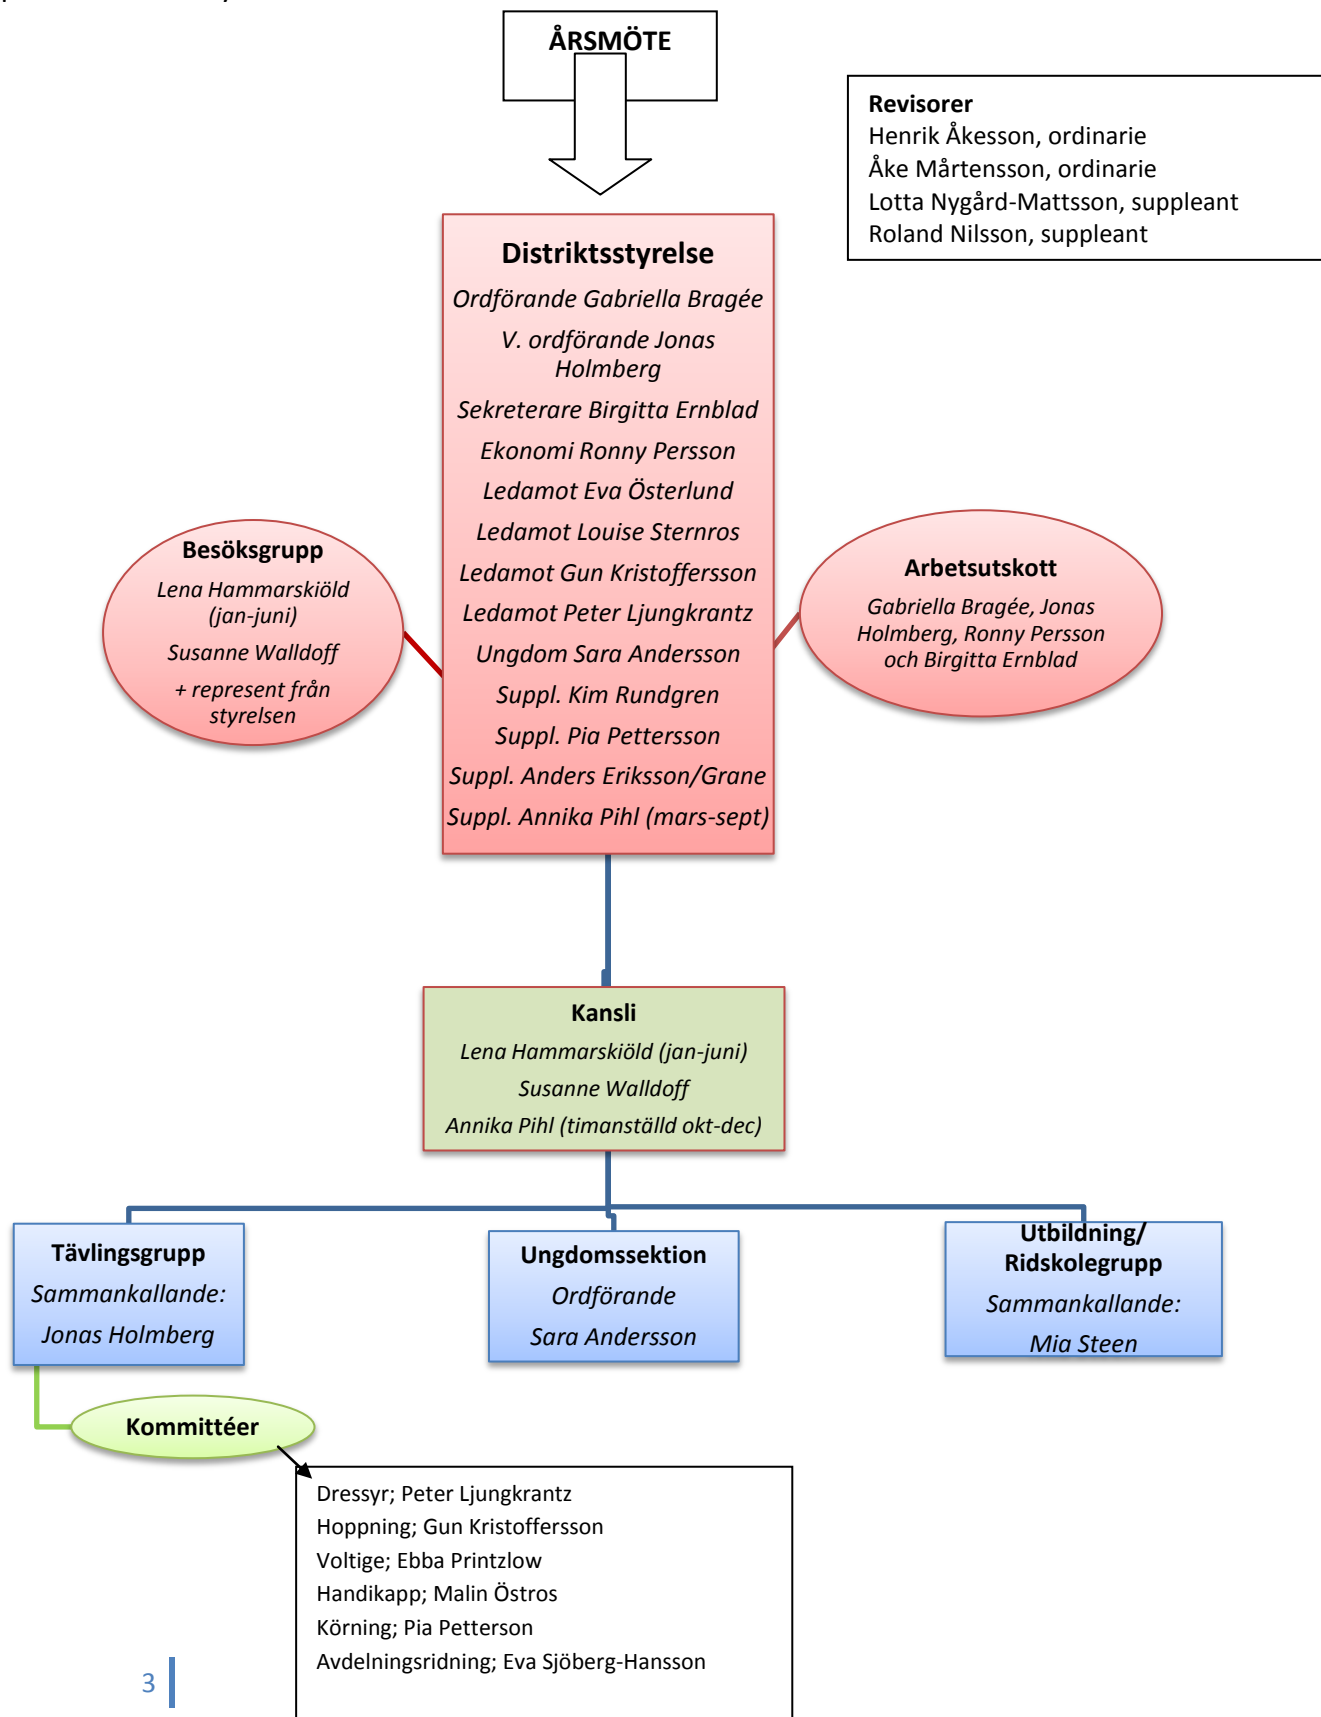 ÅRSMÖTE
Revisorer
Henrik Åkesson, ordinarie
Åke Mårtensson, ordinarie
Lotta Nygård-Mattsson, suppleant
Roland Nilsson, suppleant
Distriktsstyrelse
Ordförande Gabriella Bragée
V. ordförande Jonas
Holmberg
Sekreterare Birgitta Ernblad
Ekonomi Ronny Persson
Ledamot Eva Österlund
Ledamot Louise Sternros
Ledamot Gun Kristoffersson
Ledamot Peter Ljungkrantz
Ungdom Sara Andersson
Suppl. Kim Rundgren
Suppl. Pia Pettersson
Suppl. Anders Eriksson/Grane
Suppl. Annika Pihl (mars-sept)
Besöksgrupp
Lena Hammarskiöld
(jan-juni)
Susanne Walldoff
+ represent från
styrelsen
Arbetsutskott
Gabriella Bragée, Jonas
Holmberg, Ronny Persson
och Birgitta Ernblad
Kansli
Lena Hammarskiöld (jan-juni)
Susanne Walldoff
Annika Pihl (timanställd okt-dec)
Tävlingsgrupp
Sammankallande:
Jonas Holmberg
Ungdomssektion
Ordförande
Sara Andersson
Utbildning/
Ridskolegrupp
Sammankallande:
Mia Steen
Kommittéer
Dressyr; Peter Ljungkrantz
Hoppning; Gun Kristoffersson
Voltige; Ebba Printzlow
Handikapp; Malin Östros
Körning; Pia Petterson
Avdelningsridning; Eva Sjöberg-Hansson
3